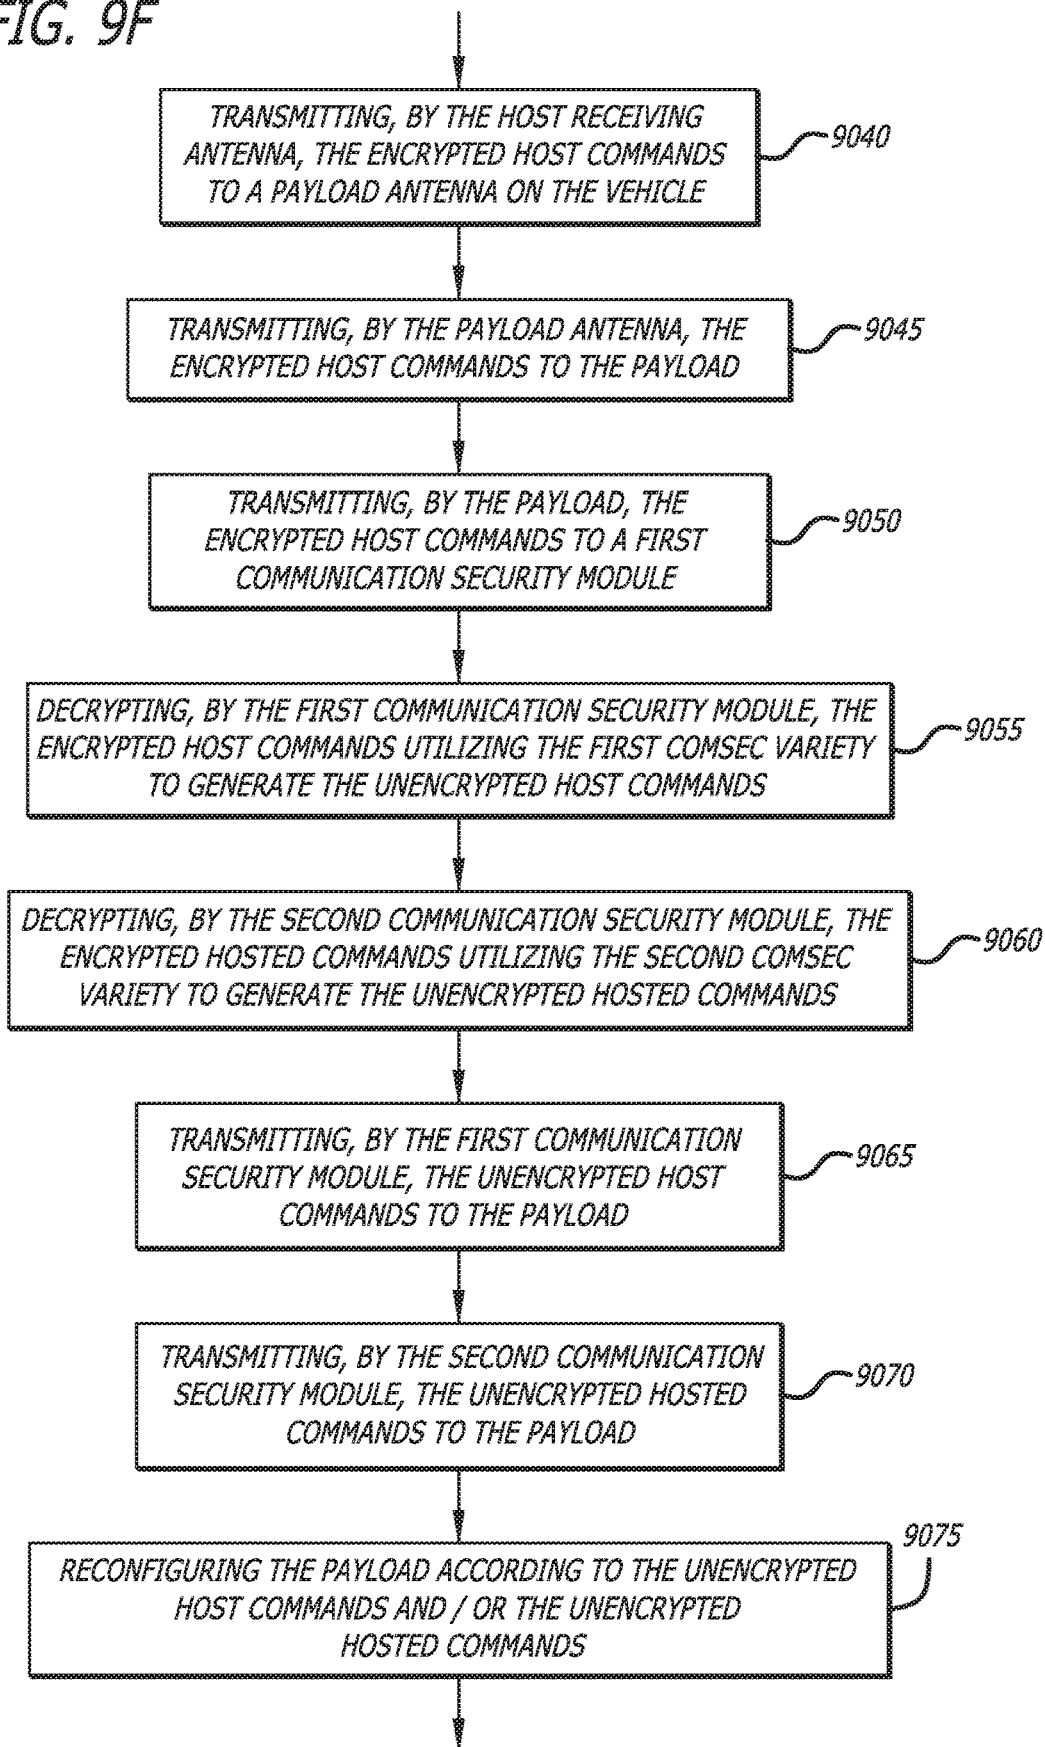 FIG. 9F
TRANSMITTING, BY THE HOST RECEIVING
ANTENNA, THE ENCRYPTED HOST COMMANDS
TO A PAYLOAD ANTENNA ON THE VEHICLE
9040
TRANSMITTING, BY THE PAYLOAD ANTENNA, THE
ENCRYPTED HOST COMMANDS TO THE PAYLOAD
9045
TRANSMITTING, BY THE PAYLOAD, THE
ENCRYPTED HOST COMMANDS TO A FIRST
COMMUNICATION SECURITY MODULE
9050
DECRYPTING, BY THE FIRST COMMUNICATION SECURITY MODULE, THE
ENCRYPTED HOST COMMANDS UTILIZING THE FIRST COMSEC VARIETY
TO GENERATE THE UNENCRYPTED HOST COMMANDS
9055
DECRYPTING, BY THE SECOND COMMUNICATION SECURITY MODULE, THE
ENCRYPTED HOSTED COMMANDS UTILIZING THE SECOND COMSEC
VARIETY TO GENERATE THE UNENCRYPTED HOSTED COMMANDS
9060
TRANSMITTING, BY THE FIRST COMMUNICATION
SECURITY MODULE, THE UNENCRYPTED HOST
COMMANDS TO THE PAYLOAD
9065
TRANSMITTING, BY THE SECOND COMMUNICATION
SECURITY MODULE, THE UNENCRYPTED HOSTED
COMMANDS TO THE PAYLOAD
9070
RECONFIGURING THE PAYLOAD ACCORDING TO THE UNENCRYPTED
HOST COMMANDS AND / OR THE UNENCRYPTED
HOSTED COMMANDS
9075